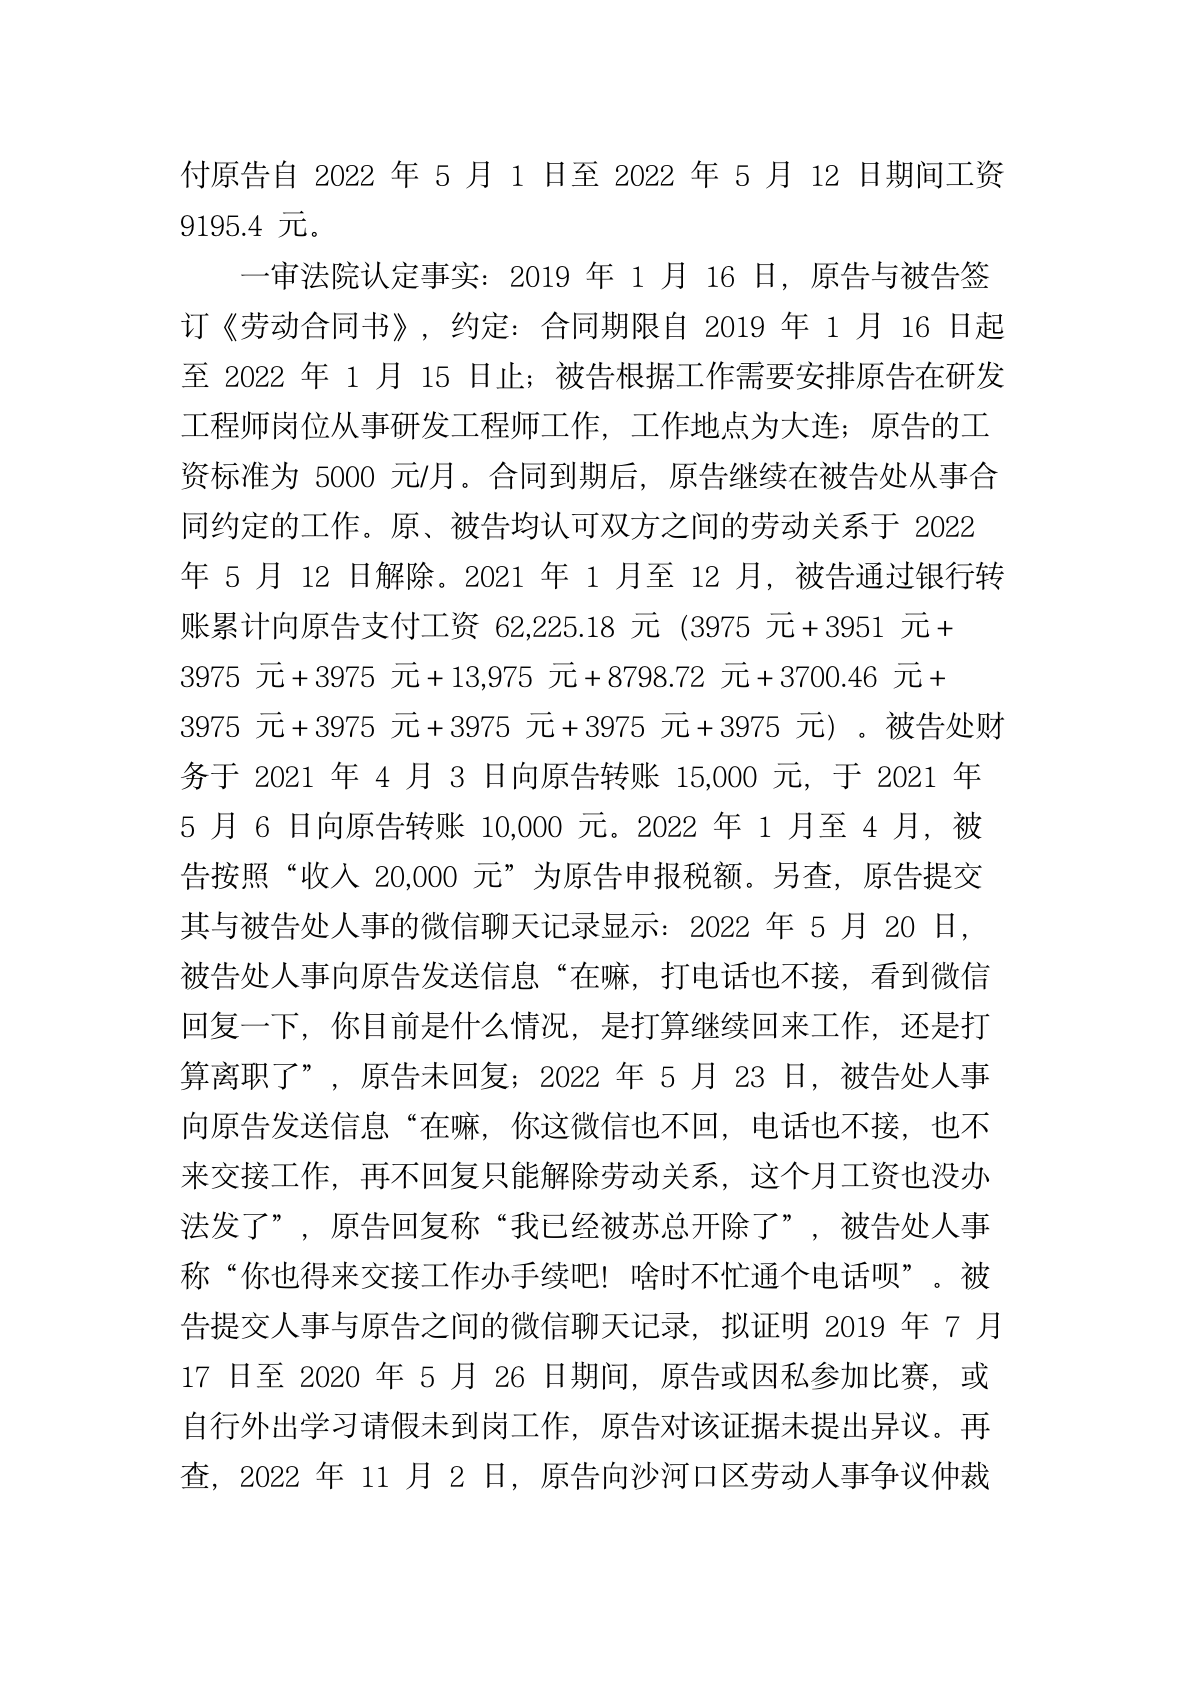 付原告自 2022 年 5 月 1 日至 2022 年 5 月 12 日期间工资
9195.4 元。
一审法院认定事实：2019 年 1 月 16 日，原告与被告签
订《劳动合同书》，约定：合同期限自 2019 年 1 月 16 日起
至 2022 年 1 月 15 日止；被告根据工作需要安排原告在研发
工程师岗位从事研发工程师工作，工作地点为大连；原告的工
资标准为 5000 元/月。合同到期后，原告继续在被告处从事合
同约定的工作。原、被告均认可双方之间的劳动关系于 2022
年 5 月 12 日解除。2021 年 1 月至 12 月，被告通过银行转
账累计向原告支付工资 62,225.18 元（3975 元＋3951 元＋
3975 元＋3975 元＋13,975 元＋8798.72 元＋3700.46 元＋
3975 元＋3975 元＋3975 元＋3975 元＋3975 元）。被告处财
务于 2021 年 4 月 3 日向原告转账 15,000 元，于 2021 年
5 月 6 日向原告转账 10,000 元。2022 年 1 月至 4 月，被
告按照“收入 20,000 元”为原告申报税额。另查，原告提交
其与被告处人事的微信聊天记录显示：2022 年 5 月 20 日，
被告处人事向原告发送信息“在嘛，打电话也不接，看到微信
回复一下，你目前是什么情况，是打算继续回来工作，还是打
算离职了”，原告未回复；2022 年 5 月 23 日，被告处人事
向原告发送信息“在嘛，你这微信也不回，电话也不接，也不
来交接工作，再不回复只能解除劳动关系，这个月工资也没办
法发了”，原告回复称“我已经被苏总开除了”，被告处人事
称“你也得来交接工作办手续吧！啥时不忙通个电话呗”。被
告提交人事与原告之间的微信聊天记录，拟证明 2019 年 7 月
17 日至 2020 年 5 月 26 日期间，原告或因私参加比赛，或
自行外出学习请假未到岗工作，原告对该证据未提出异议。再
查，2022 年 11 月 2 日，原告向沙河口区劳动人事争议仲裁